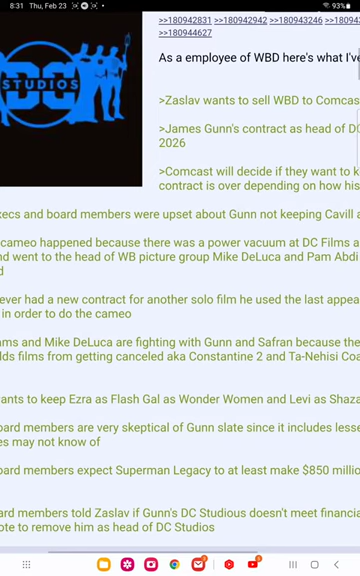 8:31 Thu, Feb 23 93%
>>180942831 >>180942942 >>180943246
>>180944627
DC
STUDIOS
As a employee of WBD here's what I've
>Zaslav wants to sell WBD to Comcas
>James Gunn's contract as head of DC
2026
>Comcast will decide if they want to k
contract is over depending on how his
xecs and board members were upset about Gunn not keeping Cavill a
cameo happened because there was a power vacuum at DC Films a
nd went to the head of WB picture group Mike DeLuca and Pam Abdi
d
ever had a new contract for another solo film he used the last appea
in order to do the cameo
ams and Mike DeLuca are fighting with Gunn and Safran because the
lds films from getting canceled aka Constantine 2 and Ta-Nehisi Coa
ants to keep Ezra as Flash Gal as Wonder Women and Levi as Shaza
oard members are very skeptical of Gunn slate since it includes lesse
es may not know of
oard members expect Superman Legacy to at least make $850 millio
ard members told Zaslav if Gunn's DC Studious doesn't meet financia
ote to remove him as head of DC Studios